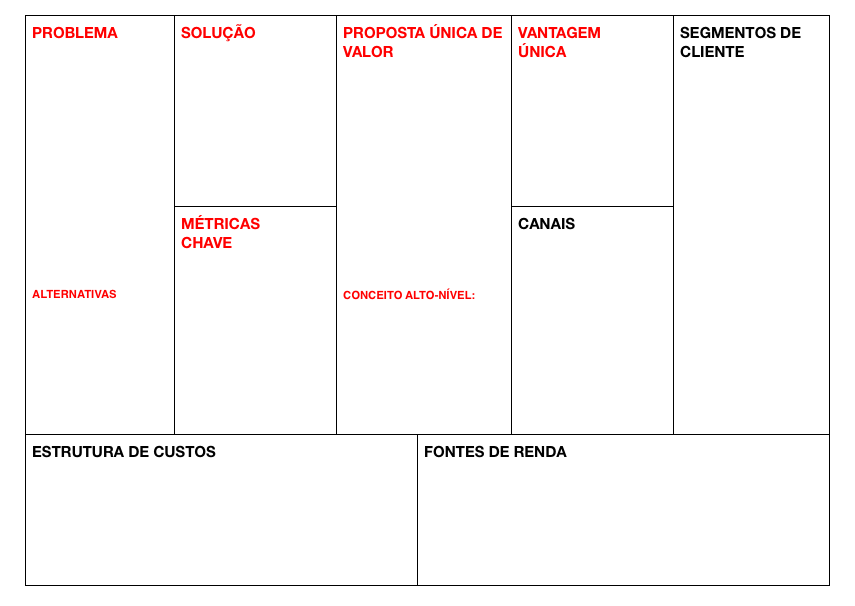 PROBLEMA
ALTERNATIVAS
SOLUÇÃO
MÉTRICAS
CHAVE
PROPOSTA ÚNICA DE
VALOR
CONCEITO ALTO-NÍVEL:
VANTAGEM
ÚNICA
CANAIS
SEGMENTOS DE
CLIENTE
ESTRUTURA DE CUSTOS
FONTES DE RENDA